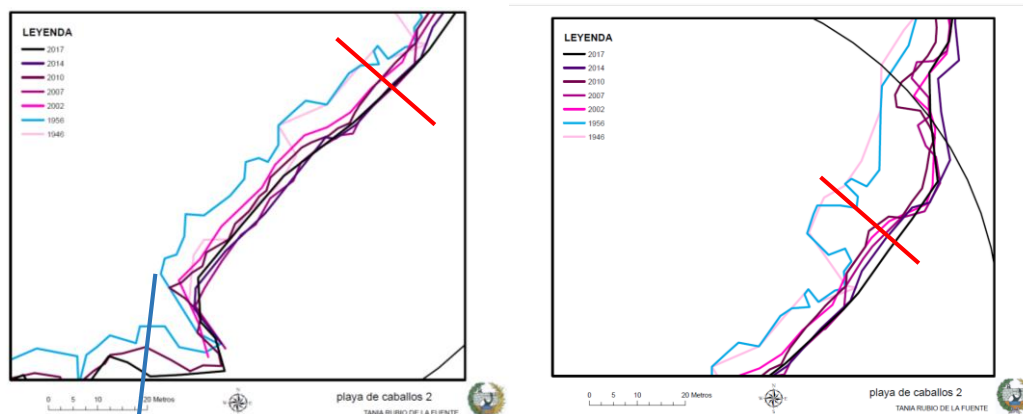 LEYENDA
2017
2014
2010
2007
2002
1956
1946
0 5 10 20 Metros
playa de caballos 2
TANIA RUBIO DE LA FUENTE
LEYENDA
2017
2014
2010
2007
2002
1956
1946
0 5 10 20 Metros
playa de caballos 2
TANIA RUBIO DE LA FUENTE